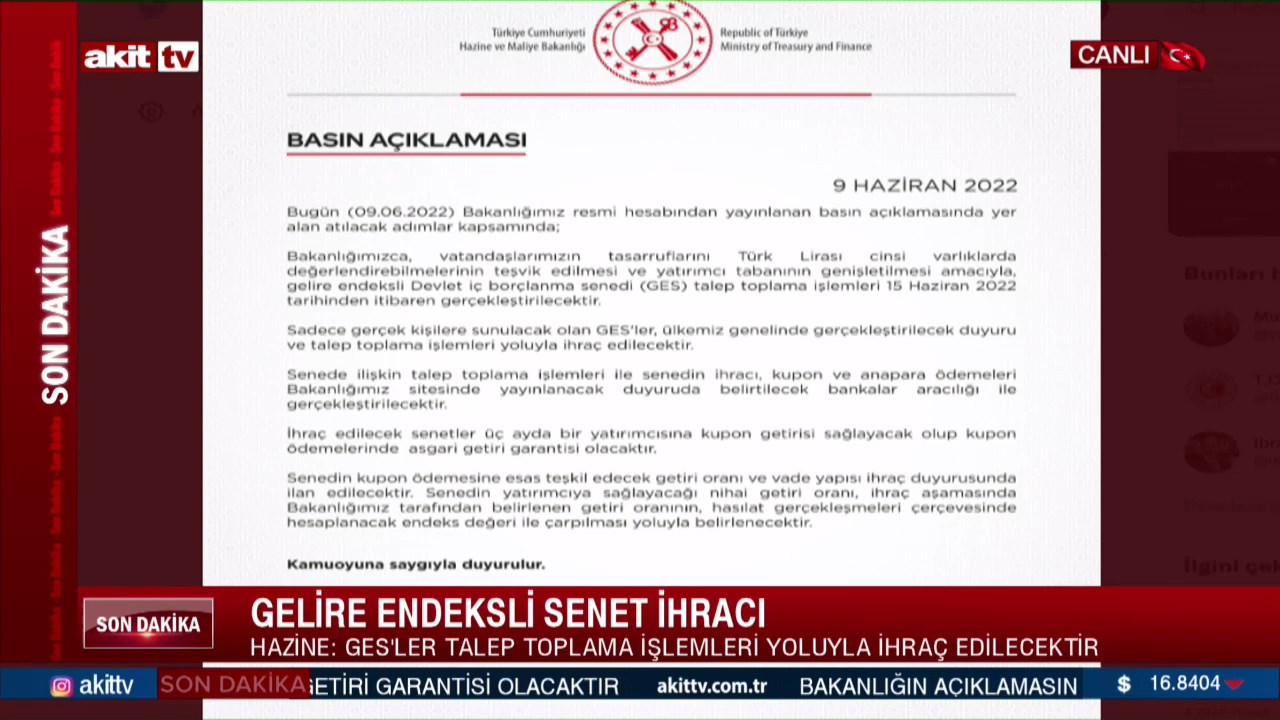 Türkiye Cumhuriyeti
Hazine ve Maliye Bakanlığı
Republic of Türkiye
Ministry of Treasury and Finance
akit tv
CANLI
BASIN AÇIKLAMASI
9 HAZİRAN 2022
Bugün (09.06.2022) Bakanlığımız resmi hesabından yayınlanan basın açıklamasında yer
alan atılacak adımlar kapsamında;
Bakanlığımızca, vatandaşlarımızın tasarruflarını Türk Lirası cinsi varlıklarda
değerlendirebilmelerinin teşvik edilmesi ve yatırımcı tabanının genişletilmesi amacıyla,
gelire endeksli Devlet iç borçlanma senedi (GES) talep toplama işlemleri 15 Haziran 2022
tarihinden itibaren gerçekleştirilecektir.
Sadece gerçek kişilere sunulacak olan GES'ler, ülkemiz genelinde gerçekleştirilecek duyuru
ve talep toplama işlemleri yoluyla ihraç edilecektir.
Senede ilişkin talep toplama işlemleri ile senedin ihracı, kupon ve anapara ödemeleri
Bakanlığımız sitesinde yayınlanacak duyuruda belirtilecek bankalar aracılığı ile
gerçekleştirilecektir.
İhraç edilecek senetler üç ayda bir yatırımcısına kupon getirisi sağlayacak olup kupon
ödemelerinde asgari getiri garantisi olacaktır.
Senedin kupon ödemesine esas teşkil edecek getiri oranı ve vade yapısı ihraç duyurusunda
ilan edilecektir. Senedin yatırımcıya sağlayacağı nihai getiri oranı, ihraç aşamasında
Bakanlığımız tarafından belirlenen getiri oranının, hasılat gerçekleşmeleri çerçevesinde
hesaplanacak endeks değeri ile çarpılması yoluyla belirlenecektir.
Kamuoyuna saygıyla duyurulur.
SON DAKİKA
SON DAKİKA
GELİRE ENDEKSLİ SENET İHRACI
HAZİNE: GES'LER TALEP TOPLAMA İŞLEMLERİ YOLUYLA İHRAÇ EDİLECEKTİR
akittv
SON DAKİKA
GETİRİ GARANTİSİ OLACAKTIR akittv.com.tr BAKANLIĞIN AÇIKLAMASIN
$ 16.8404